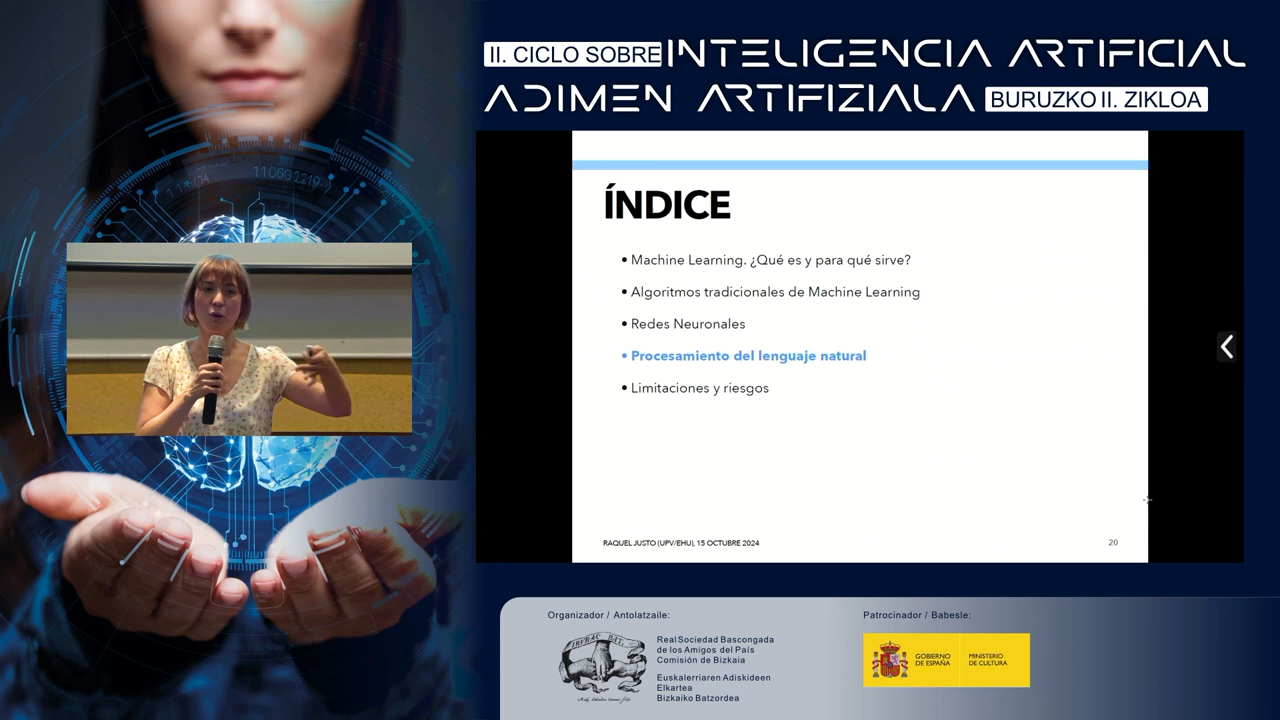 II. CICLO SOBRE INTELIGENCIA ARTIFICIAL
ADIMEN ARTIFIZIALA BURUZKO II. ZIKLOA
ÍNDICE
• Machine Learning. ¿Qué es y para qué sirve?
• Algoritmos tradicionales de Machine Learning
• Redes Neuronales
• Procesamiento del lenguaje natural
• Limitaciones y riesgos
RAQUEL JUSTO (UPV/EHU), 15 OCTUBRE 2024
20
Organizador / Antolatzaile:
Real Sociedad Bascongada
de los Amigos del País
Comisión de Bizkaia
Euskalerriaren Adiskideen
Elkartea
Bizkaiko Batzordea
Patrocinador / Babesle:
GOBIERNO
DE ESPAÑA
MINISTERIO
DE CULTURA